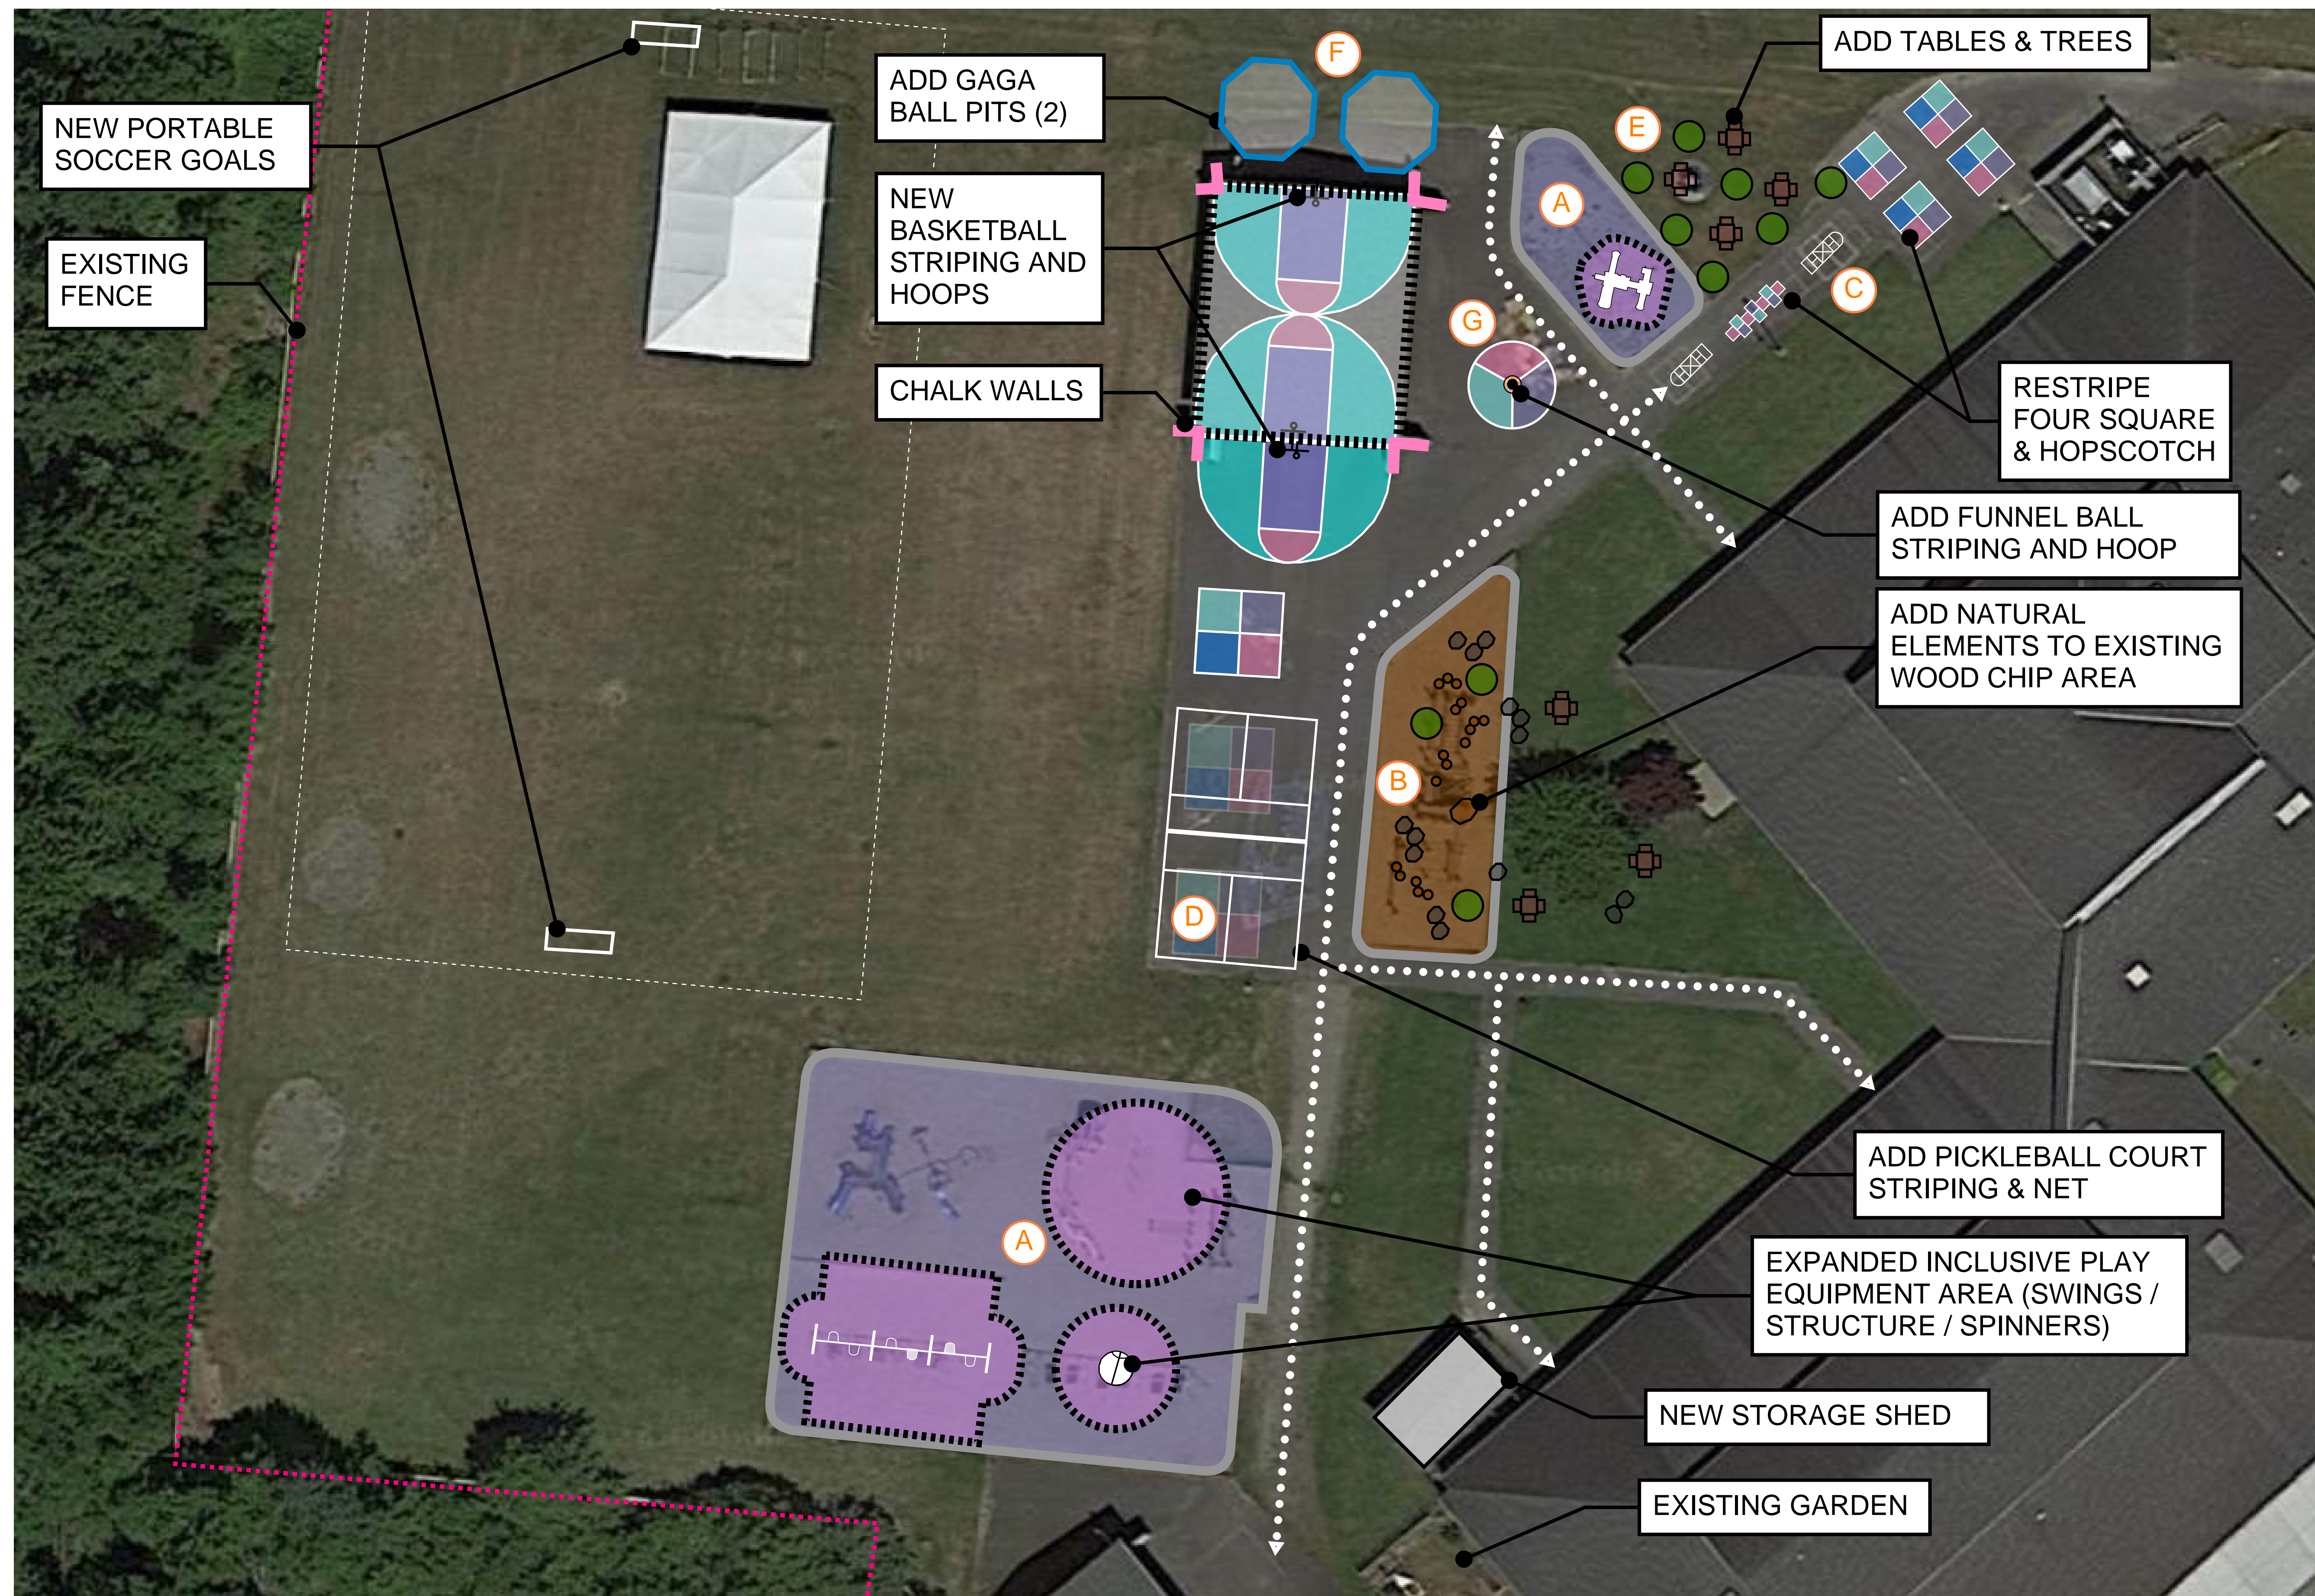 ADD TABLES & TREES
F
ADD GAGA
BALL PITS (2)
NEW PORTABLE
SOCCER GOALS
E
NEW
BASKETBALL
STRIPING AND
HOOPS
A
EXISTING
FENCE
C
G
CHALK WALLS
RESTRIPE
FOUR SQUARE
& HOPSCOTCH
ADD FUNNEL BALL
STRIPING AND HOOP
ADD NATURAL
ELEMENTS TO EXISTING
WOOD CHIP AREA
B
D
ADD PICKLEBALL COURT
STRIPING & NET
A
EXPANDED INCLUSIVE PLAY
EQUIPMENT AREA (SWINGS /
STRUCTURE / SPINNERS)
NEW STORAGE SHED
EXISTING GARDEN